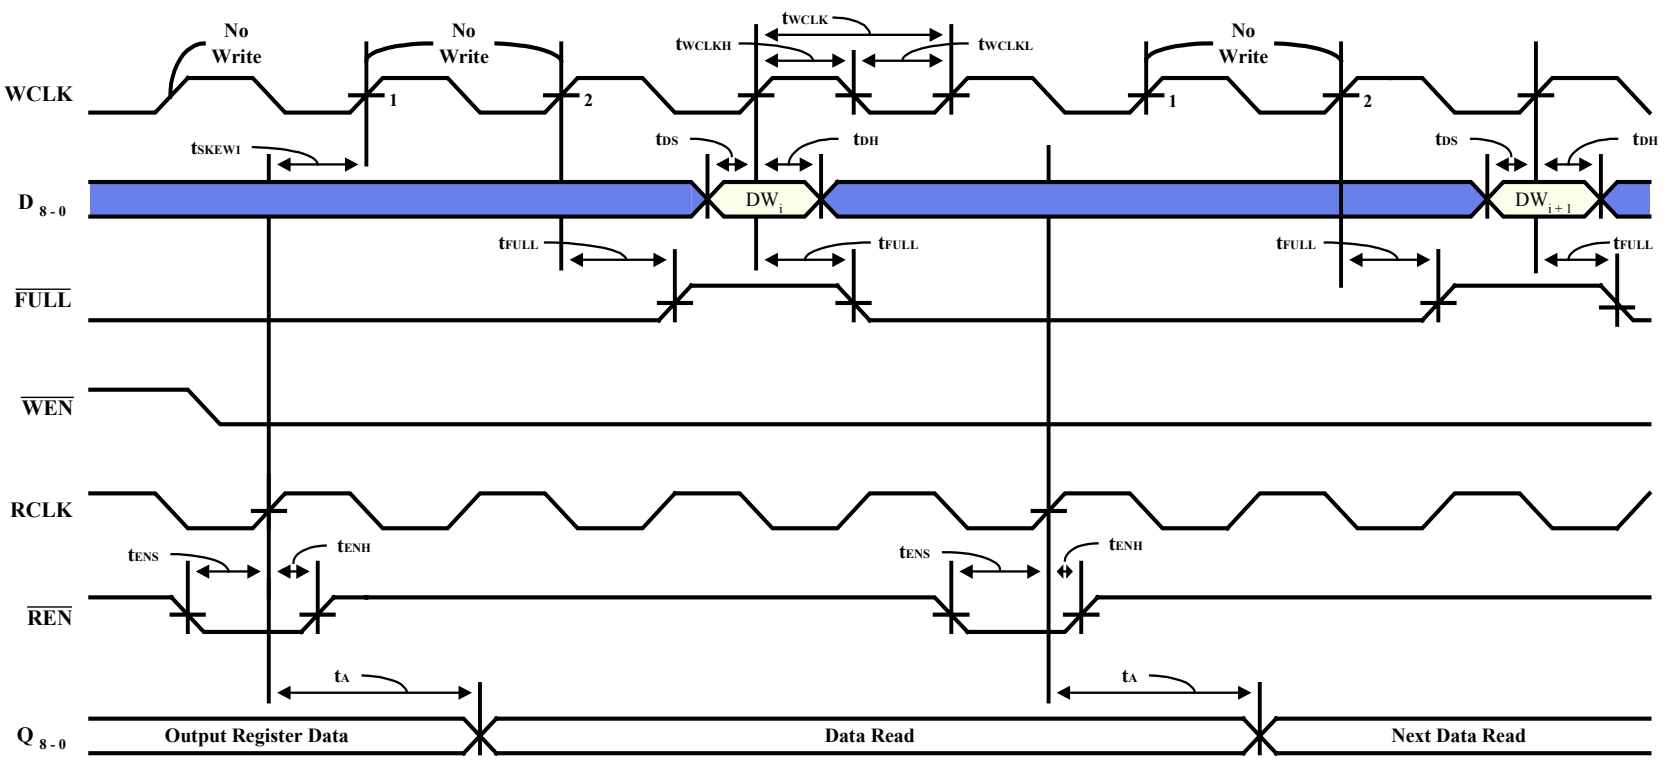 No
Write
No
Write
tWCLK
tWCLKH
tWCLKL
No
Write
WCLK
1
2
1
2
tSKEW1
tDS
tDH
tDS
tDH
D 8 - 0
DWi
DWi + 1
tFULL
tFULL
tFULL
tFULL
FULL
WEN
RCLK
tENS
tENH
tENS
tENH
REN
tA
tA
Q 8 - 0
Output Register Data
Data Read
Next Data Read